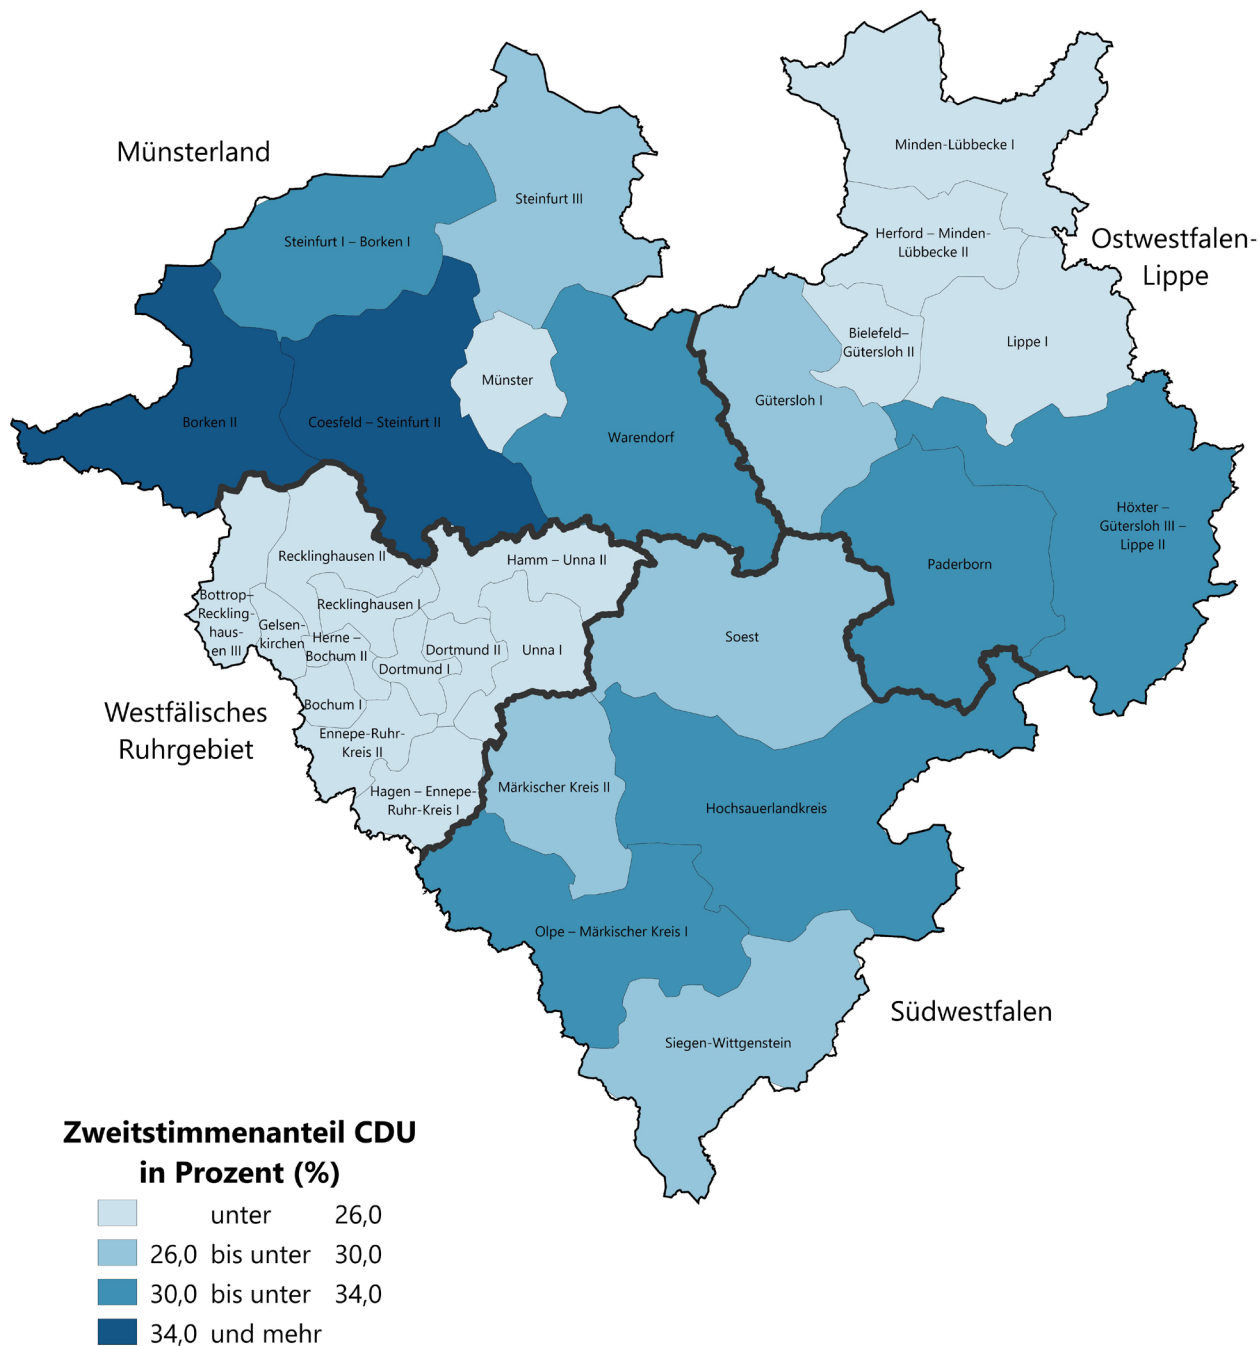 Münsterland
Steinfurt III
Steinfurt I – Borken I
Münster
Borken II
Coesfeld – Steinfurt II
Warendorf
Minden-Lübbecke I
Herford – Minden-
Lübbecke II
Ostwestfalen-
Lippe
Bielefeld–
Gütersloh II
Lippe I
Gütersloh I
Höxter –
Gütersloh III –
Lippe II
Paderborn
Recklinghausen II
Hamm – Unna II
Bottrop–
Reckling-
haus-
en III
Recklinghausen I
Gelsen-
kirchen
Herne –
Bochum II
Dortmund II
Dortmund I
Unna I
Bochum I
Ennepe-Ruhr-
Kreis II
Hagen – Ennepe-
Ruhr-Kreis I
Westfälisches
Ruhrgebiet
Soest
Märkischer Kreis II
Hochsauerlandkreis
Olpe – Märkischer Kreis I
Siegen-Wittgenstein
Südwestfalen
Zweitstimmenanteil CDU
in Prozent (%)
unter 26,0
26,0 bis unter 30,0
30,0 bis unter 34,0
34,0 und mehr